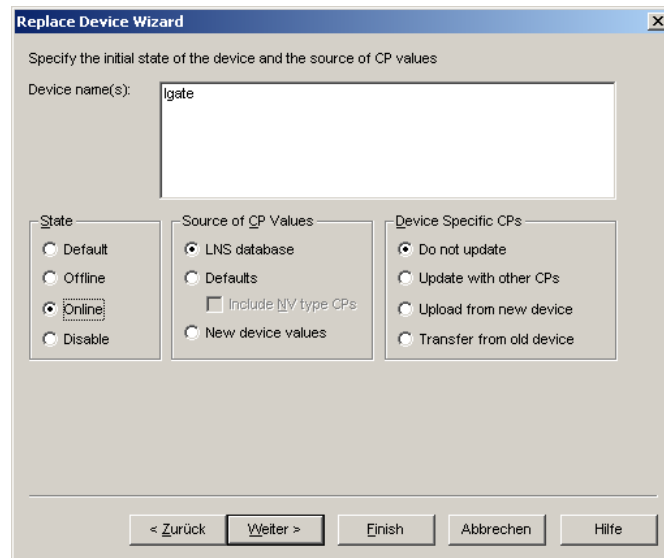 Replace Device Wizard
Specify the initial state of the device and the source of CP values
Device name(s):
Igate
State
Source of CP Values
Device Specific CPs
Default
LNS database
Do not update
Offline
Defaults
Update with other CPs
Online
Include NV type CPs
Upload from new device
Disable
New device values
Transfer from old device
< Zurück
Weiter >
Finish
Abbrechen
Hilfe